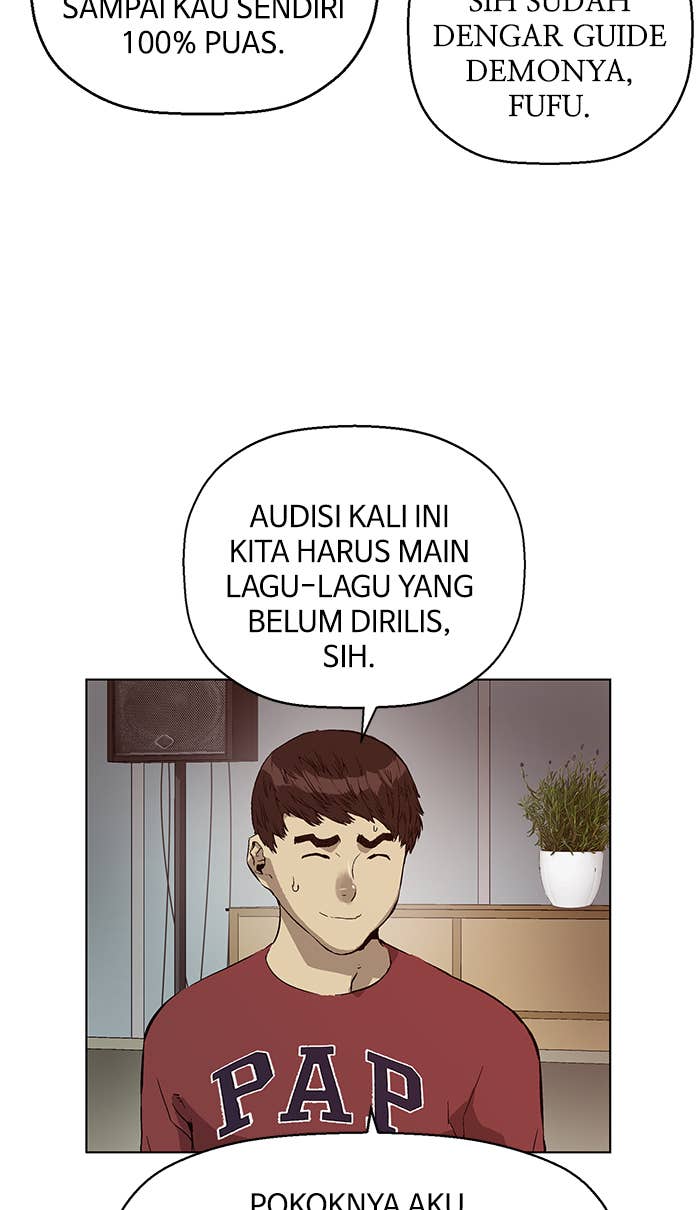 SAMPAI KAU SENDIRI
100% PUAS.
SIH SUDAH
DENGAR GUIDE
DEMONYA,
FUFU.
AUDISI KALI INI
KITA HARUS MAIN
LAGU-LAGU YANG
BELUM DIRILIS,
SIH.
PAP
POKOKNYA AKU